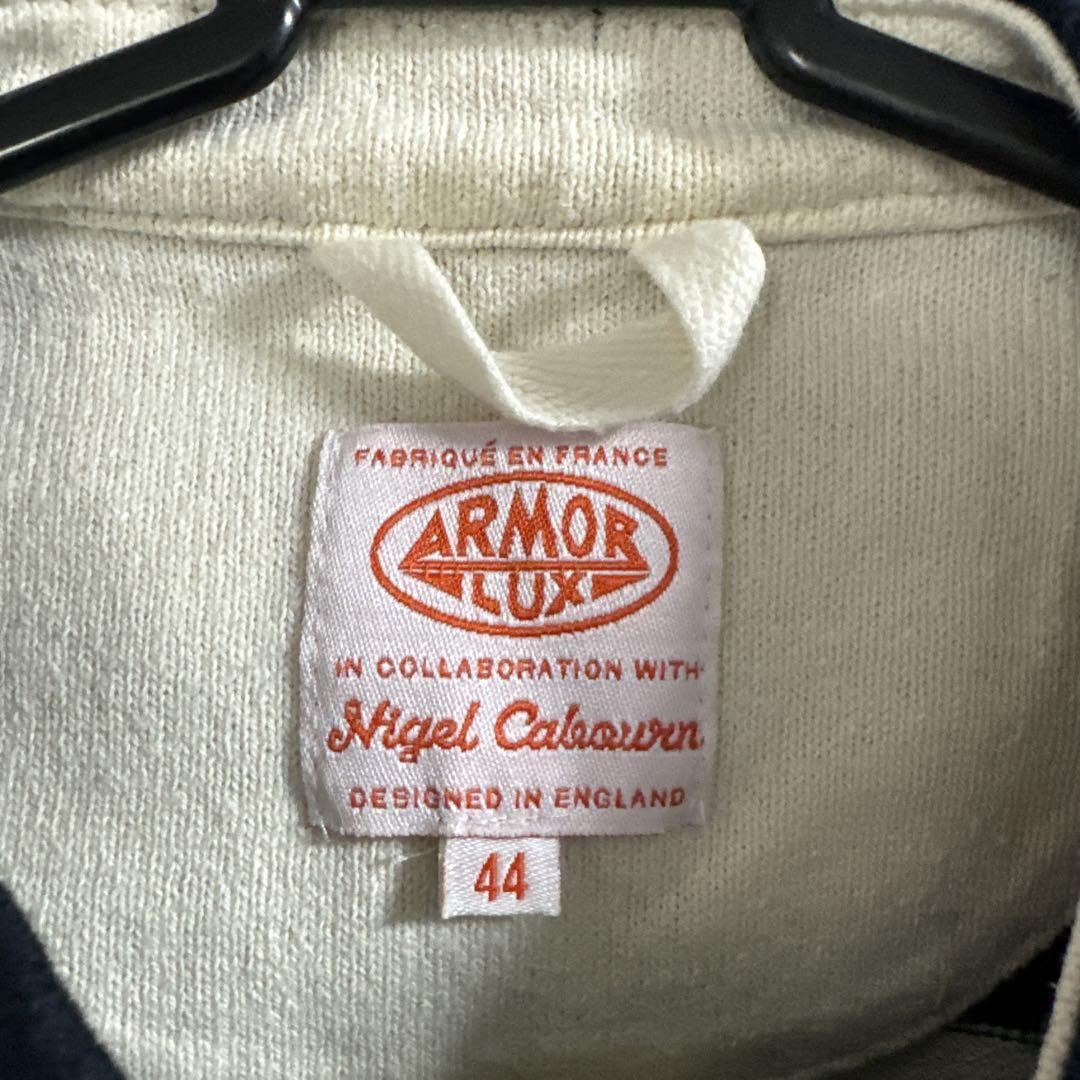 FABRIQUÉ EN FRANCE
ARMOR
LUX
IN COLLABORATION WITH
Nigel Cabourn
DESIGNED IN ENGLAND
44